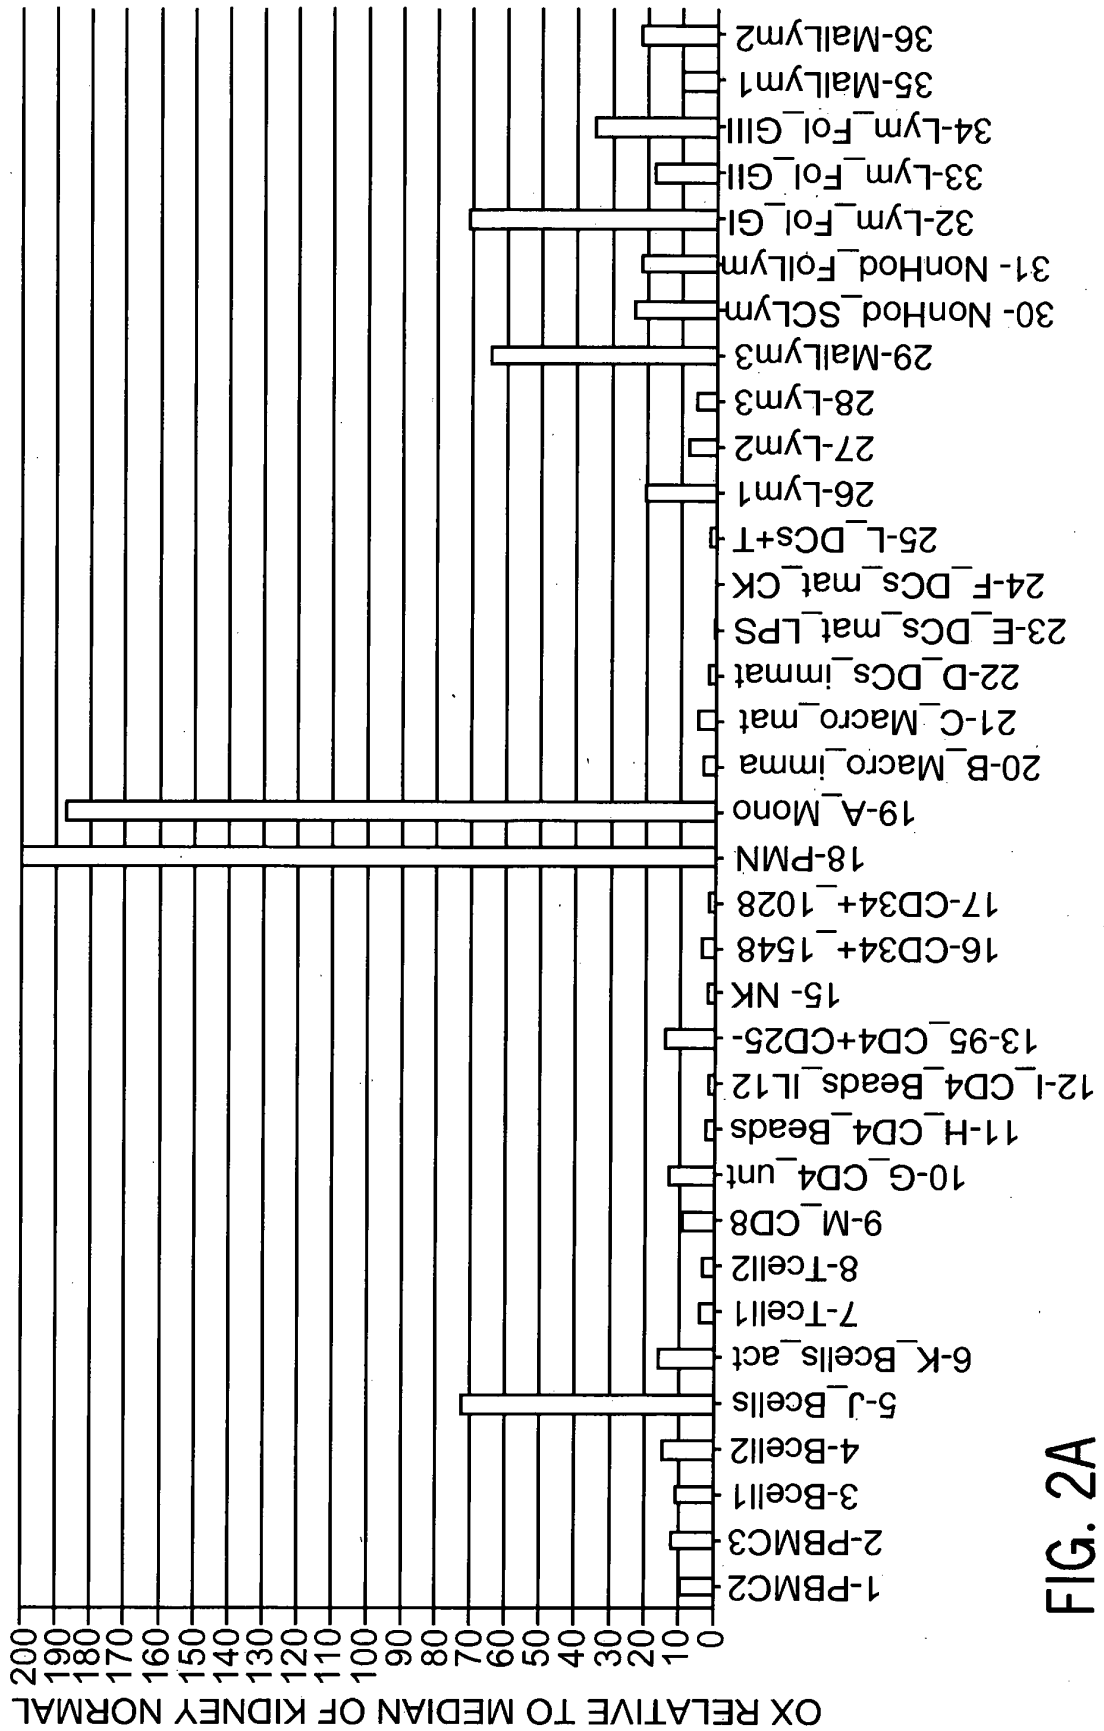 OX RELATIVE TO MEDIAN OF KIDNEY NORMAL
200
190
180
170
160
150
140
130
120
110
100
90
80
70
60
50
40
30
20
10
0
1-PBMC2
2-PBMC3
3-Bcell1
4-Bcell2
5-J_Bcells
6-K_Bcells_act
7-Tcell1
8-Tcell2
9-M_CD8
10-G_CD4_unt
11-H_CD4_Beads
12-I_CD4_Beads_IL12
13-95_CD4+CD25-
15- NK
16-CD34+_1548
17-CD34+_1028
18-PMN
19-A_Mono
20-B_Macro_imma
21-C_Macro_mat
22-D_DCs_immat
23-E_DCs_mat_LPS
24-F_DCs_mat_CK
25-L_DCs+T
26-Lym1
27-Lym2
28-Lym3
29-MalLym3
30- NonHod_SCLym
31- NonHod_FolLym
32-Lym_Fol_GI
33-Lym_Fol_GII
34-Lym_Fol_GIII
35-MalLym1
36-MalLym2
FIG. 2A